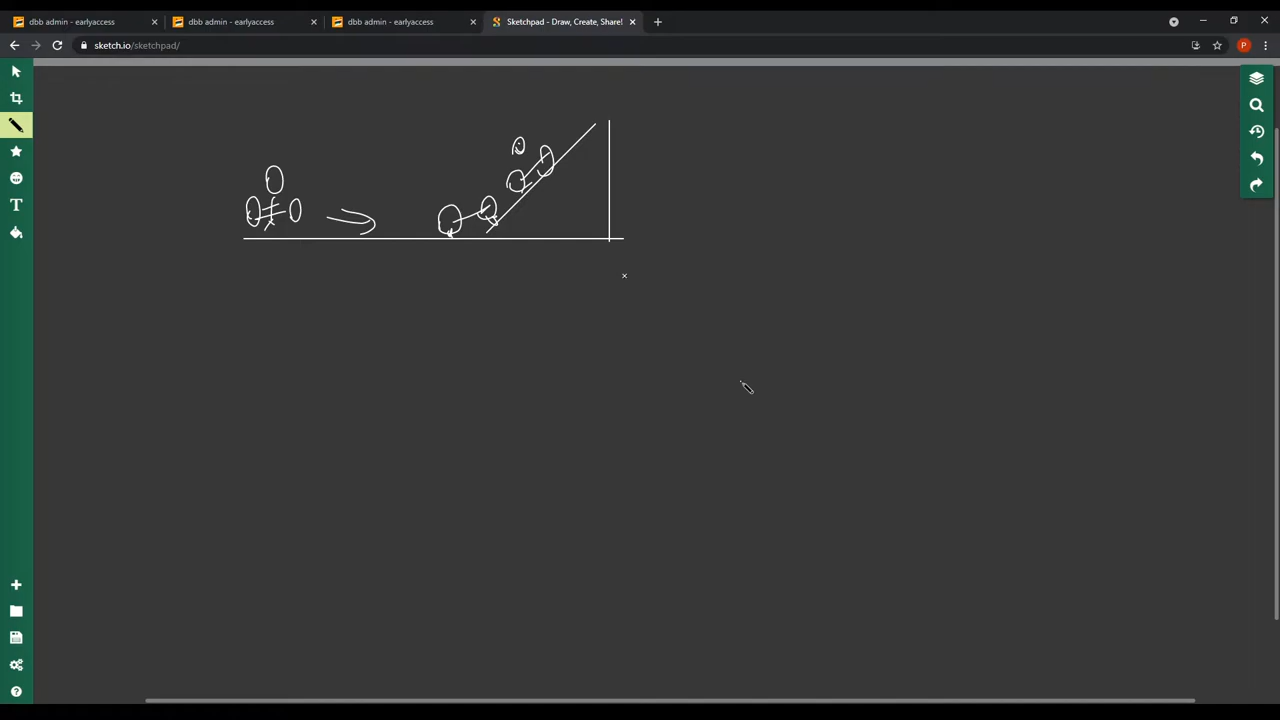 dbb admin - earlyaccess
dbb admin - earlyaccess
dbb admin - earlyaccess
Sketchpad - Draw, Create, Share!
sketch.io/sketchpad/
P
T